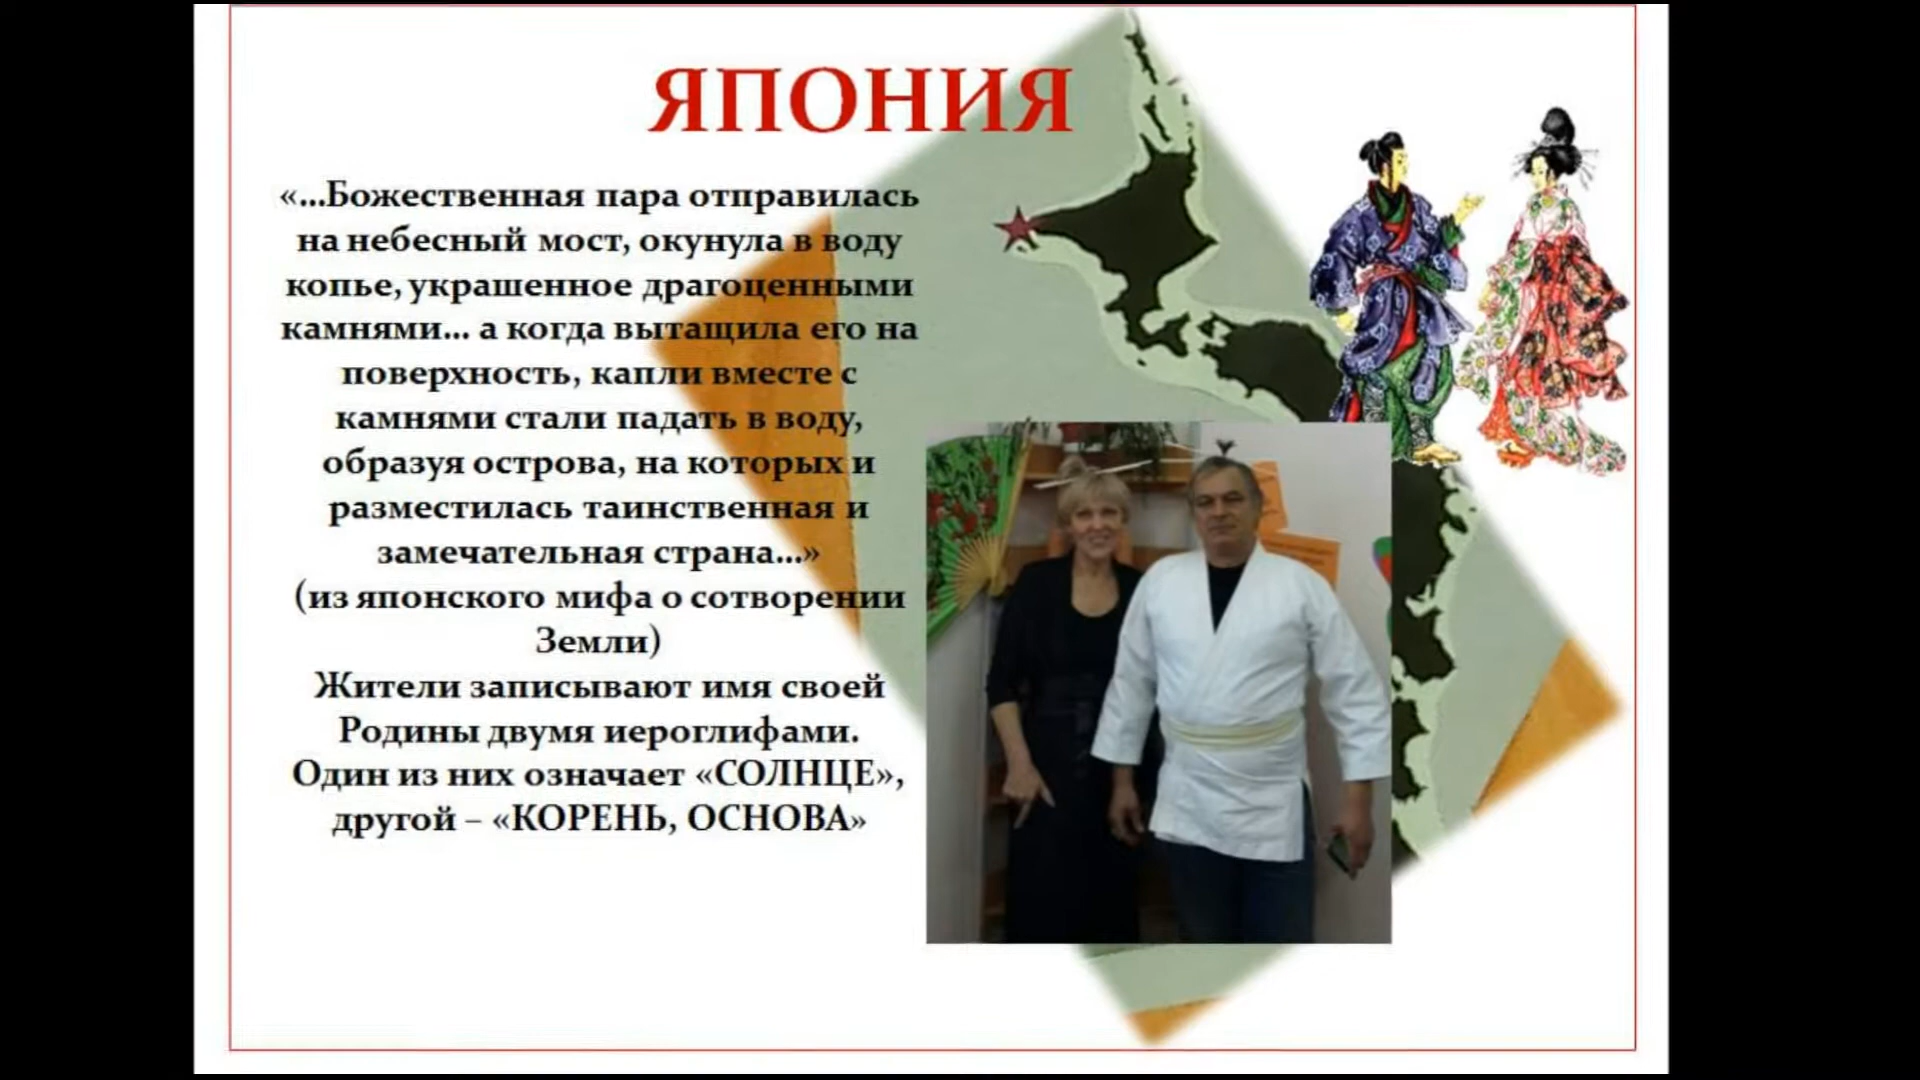 ЯПОНИЯ
«...Божественная пара отправилась
на небесный мост, окунула в воду
копье, украшенное драгоценными
камнями... а когда вытащила его на
поверхность, капли вместе с
камнями стали падать в воду,
образуя острова, на которых и
разместилась таинственная и
замечательная страна...»
(из японского мифа о сотворении
Земли)
Жители записывают имя своей
Родины двумя иероглифами.
Один из них означает «СОЛНЦЕ»,
другой – «КОРЕНЬ, ОСНОВА»